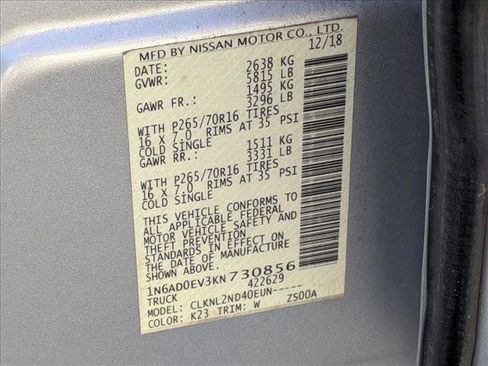 MFD BY NISSAN MOTOR CO., LTD.
DATE: 12/18
GVWR: 2638 KG
5815 LB
GAWR FR.: 1495 KG
3296 LB
WITH P265/70R16 TIRES
16 X 7.0 RIMS AT 35 PSI
COLD SINGLE
GAWR RR.: 1511 KG
3331 LB
WITH P265/70R16 TIRES
16 X 7.0 RIMS AT 35 PSI
COLD SINGLE
THIS VEHICLE CONFORMS TO
ALL APPLICABLE FEDERAL
MOTOR VEHICLE SAFETY AND
THEFT PREVENTION
STANDARDS IN EFFECT ON
THE DATE OF MANUFACTURE
SHOWN ABOVE.
1N6AD0EV3KN730856
TRUCK 422629
MODEL: CLKNL2ND40EUN-----
COLOR: K23 TRIM: W ZS00A